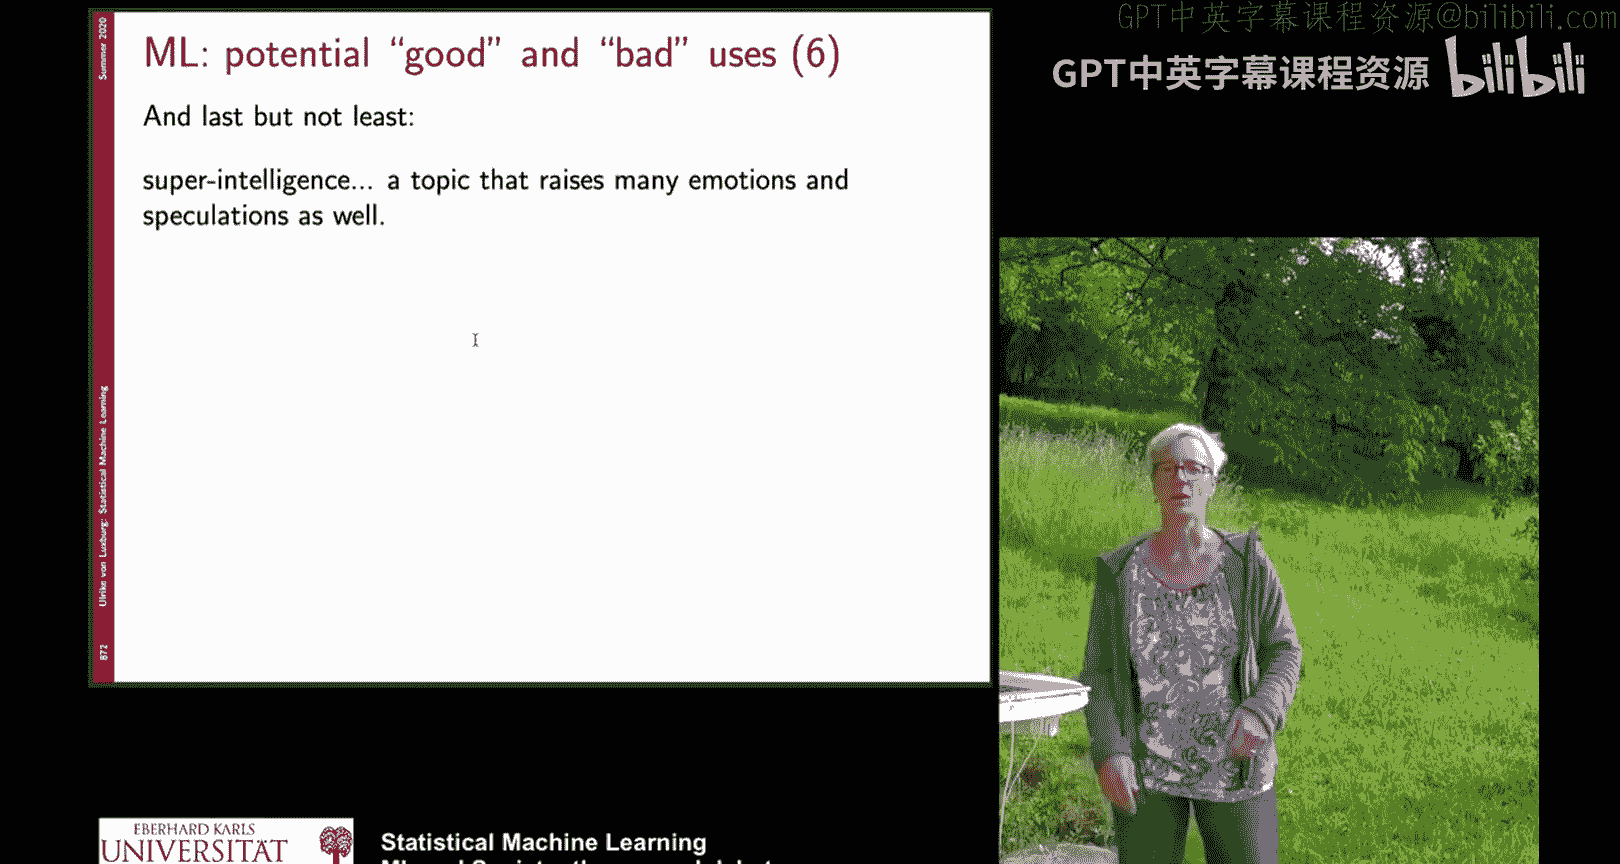 GPT中英字幕课程资源@bilibili.com
GPT中英字幕课程资源 bilibili
Summer 2020
ML: potential “good” and “bad” uses (6)
And last but not least:
super-intelligence... a topic that raises many emotions and
speculations as well.
Ulrike von Luxburg: Statistical Machine Learning
872
EBERHARD KARLS
UNIVERSITÄT
Statistical Machine Learning